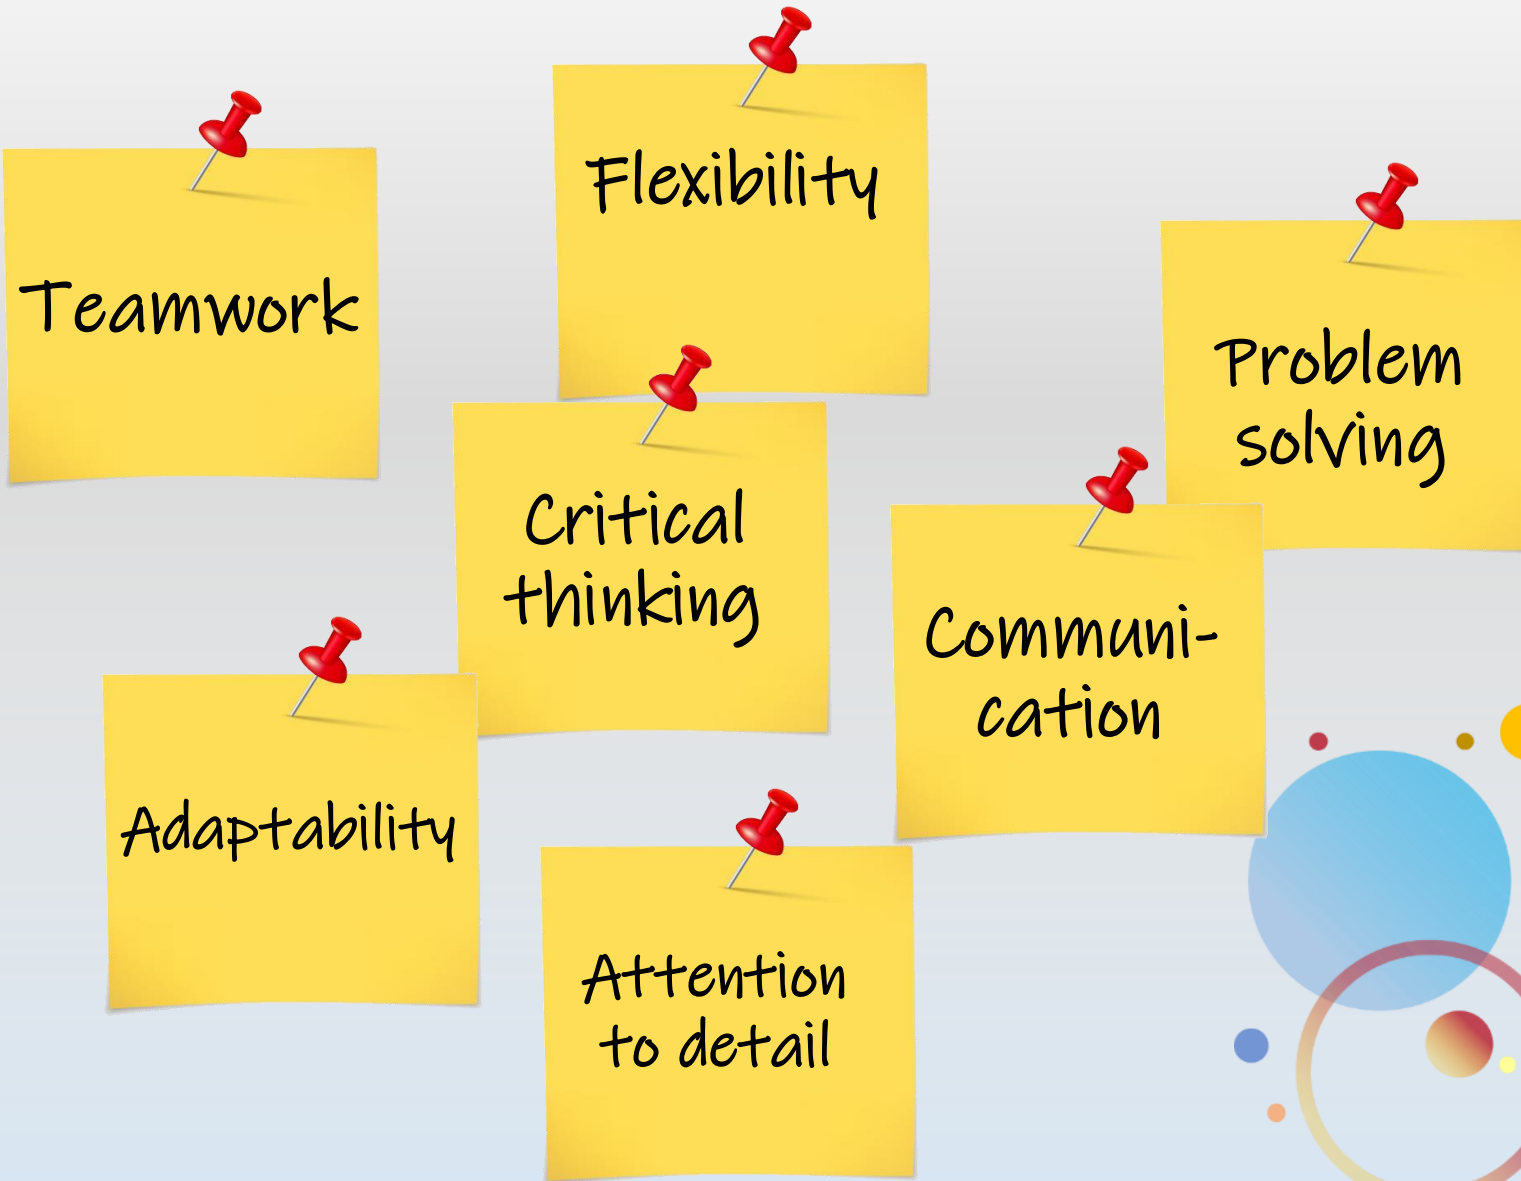 Flexibility
Teamwork
Problem
solving
Critical
thinking
Communi-
cation
Adaptability
Attention
to detail